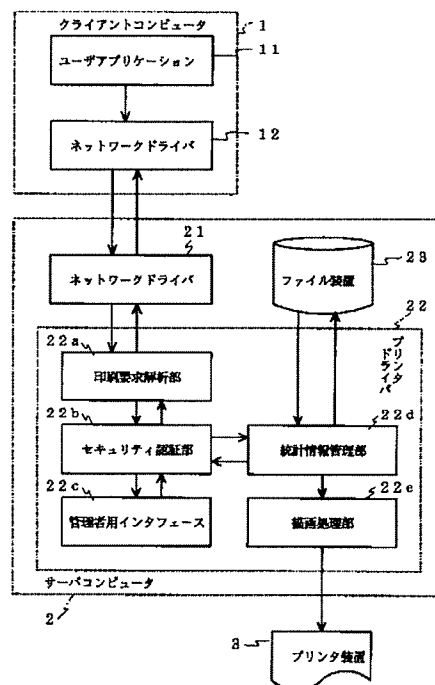 クライアントコンピュータ
1
ユーザアプリケーション
11
ネットワークドライバ
12
21
ネットワークドライバ
ファイル装置
23
22
プリンタ
ドライバ
22a
印刷要求解析部
22b
セキュリティ認証部
22d
統計情報管理部
22c
管理者用インタフェース
22e
描画処理部
サーバコンピュータ
2
3
プリンタ装置